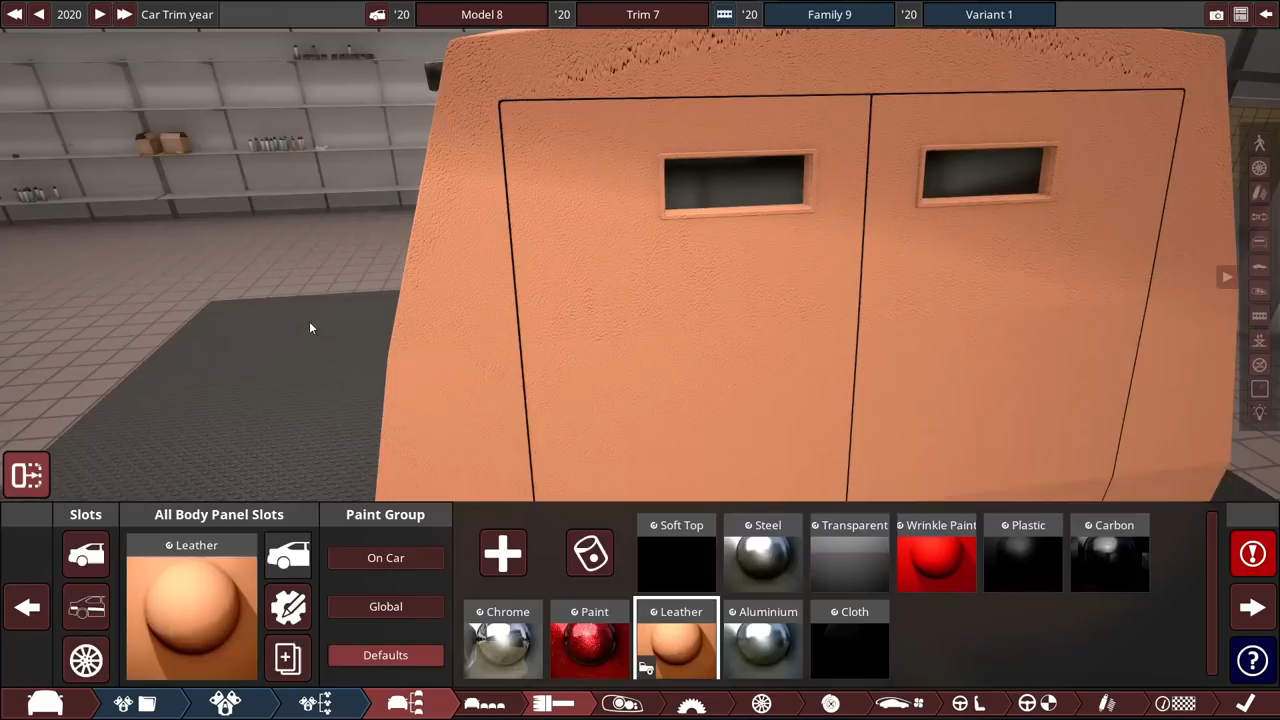 2020
Car Trim year
'20
Model 8
'20
Trim 7
'20
Family 9
'20
Variant 1
Slots
All Body Panel Slots
Paint Group
Leather
On Car
Global
Defaults
Soft Top
Steel
Transparent
Wrinkle Paint
Plastic
Carbon
Chrome
Paint
Leather
Aluminium
Cloth